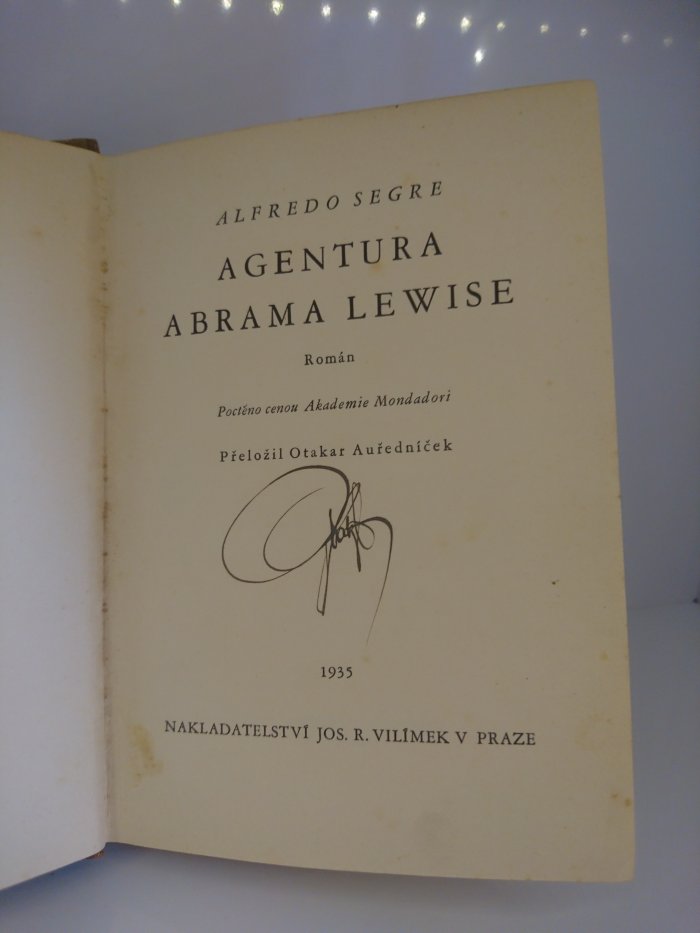 ALFREDO SEGRE
AGENTURA
ABRAMA LEWISE
Román
Poctěno cenou Akademie Mondadori
Přeložil Otakar Auředníček
1935
NAKLADATELSTVÍ JOS. R. VILÍMEK V PRAZE